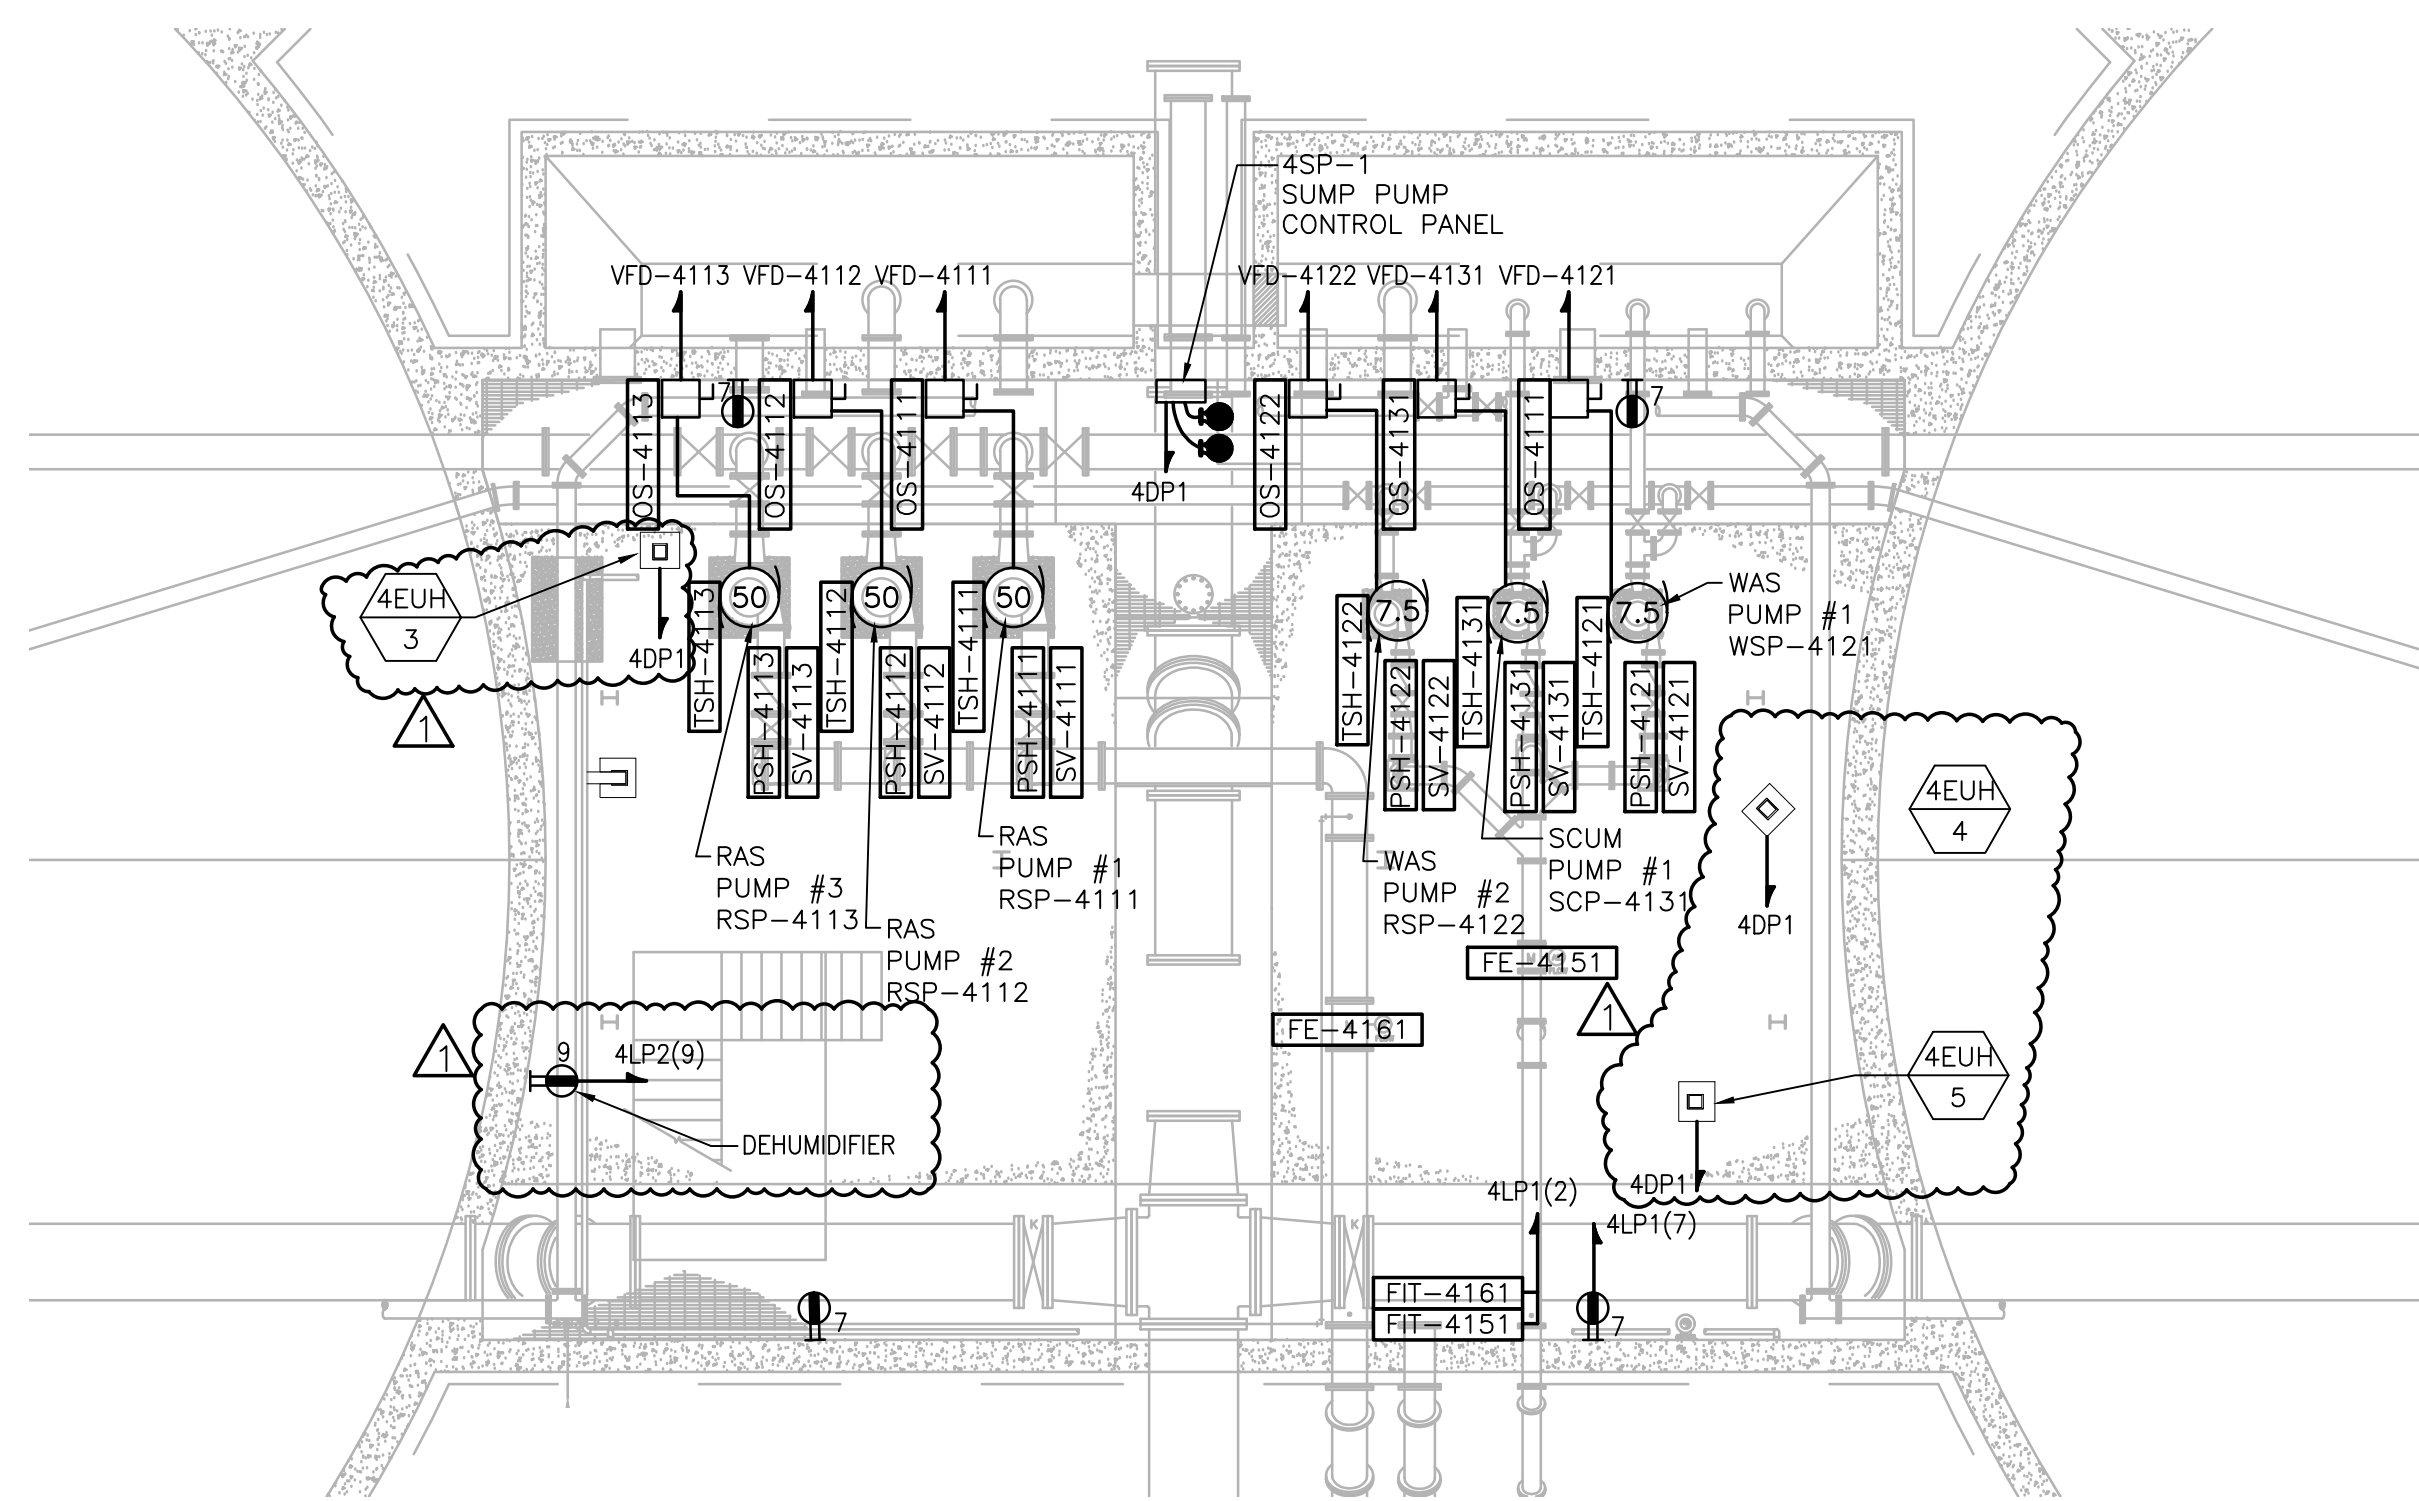 4SP-1
SUMP PUMP
CONTROL PANEL
VFD-4113 VFD-4112 VFD-4111
VFD-4122 VFD-4131 VFD-4121
OS-4113
7
OS-4112
OS-4111
4DP1
OS-4122
OS-4131
OS-4111
7
4EUH
3
4DP1
1
50
50
50
7.5
7.5
7.5
WAS
PUMP #1
WSP-4121
TSH-4113
PSH-4113
SV-4113
TSH-4112
PSH-4112
SV-4112
TSH-4111
PSH-4111
SV-4111
TSH-4122
PSH-4122
SV-4122
TSH-4131
PSH-4131
SV-4131
TSH-4121
PSH-4121
SV-4121
RAS
PUMP #3
RSP-4113
RAS
PUMP #2
RSP-4112
RAS
PUMP #1
RSP-4111
WAS
PUMP #2
RSP-4122
SCUM
PUMP #1
SCP-4131
4EUH
4
4DP1
FE-4151
FE-4161
1
1
9
4LP2(9)
DEHUMIDIFIER
4EUH
5
4DP1
4LP1(2)
4LP1(7)
K
K
FIT-4161
FIT-4151
7
7